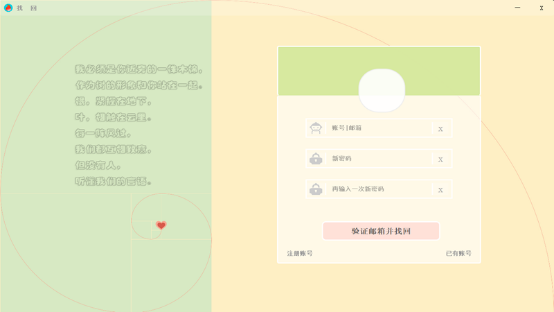 找 回
我必须是你近旁的一株木棉，
作为树的形象和你站在一起。
根，紧握在地下，
叶，相触在云里。
每一阵风过，
我们都互相致意，
但没有人，
听懂我们的言语。
账号|邮箱
X
新密码
X
再输入一次新密码
X
验证邮箱并找回
注册账号
已有账号